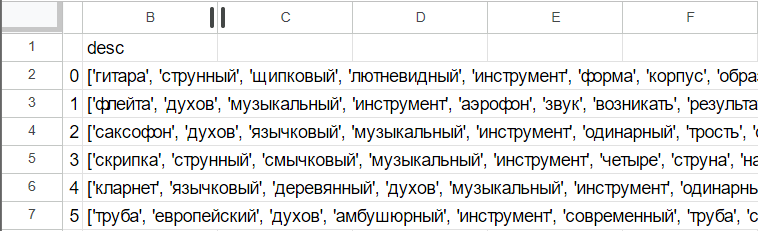 B C D E F
1 desc
2 0 ['гитара', 'струнный', 'щипковый', 'лютневидный', 'инструмент', 'форма', 'корпус', 'обра
3 1 ['флейта', 'духов', 'музыкальный', 'инструмент', 'аэрофон', 'звук', 'возникать', 'результа
4 2 ['саксофон', 'духов', 'язычковый', 'музыкальный', 'инструмент', 'одинарный', 'трость', '
5 3 ['скрипка', 'струнный', 'смычковый', 'музыкальный', 'инструмент', 'четыре', 'струна', 'на
6 4 ['кларнет', 'язычковый', 'деревянный', 'духов', 'музыкальный', 'инструмент', 'одинарны
7 5 ['труба', 'европейский', 'духов', 'амбушюрный', 'инструмент', 'современный', 'труба', 'с